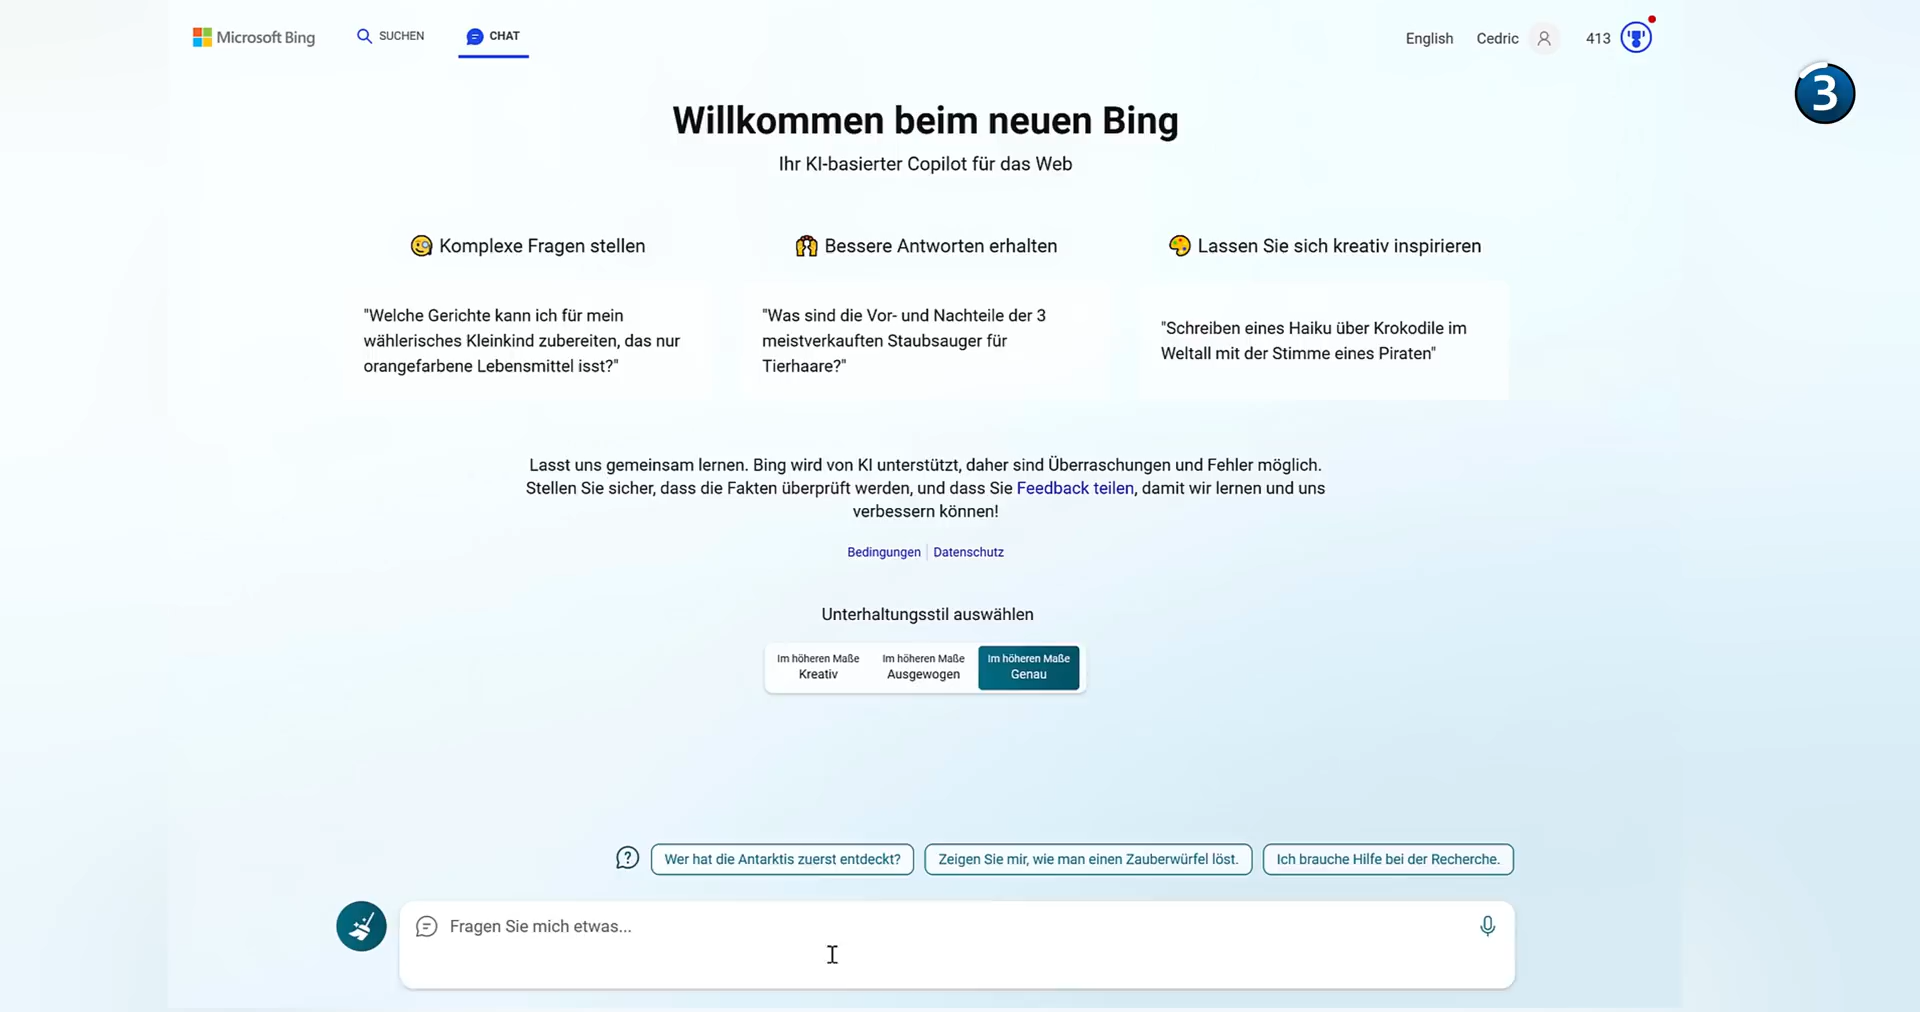 Microsoft Bing
SUCHEN
CHAT
English
Cedric
413
3
Willkommen beim neuen Bing
Ihr KI-basierter Copilot für das Web
Komplexe Fragen stellen
Bessere Antworten erhalten
Lassen Sie sich kreativ inspirieren
"Welche Gerichte kann ich für mein
wählerisches Kleinkind zubereiten, das nur
orangefarbene Lebensmittel isst?"
"Was sind die Vor- und Nachteile der 3
meistverkauften Staubsauger für
Tierhaare?"
"Schreiben eines Haiku über Krokodile im
Weltall mit der Stimme eines Piraten"
Lasst uns gemeinsam lernen. Bing wird von KI unterstützt, daher sind Überraschungen und Fehler möglich.
Stellen Sie sicher, dass die Fakten überprüft werden, und dass Sie Feedback teilen, damit wir lernen und uns
verbessern können!
Bedingungen
Datenschutz
Unterhaltungsstil auswählen
Im höheren Maße
Kreativ
Im höheren Maße
Ausgewogen
Im höheren Maße
Genau
Wer hat die Antarktis zuerst entdeckt?
Zeigen Sie mir, wie man einen Zauberwürfel löst.
Ich brauche Hilfe bei der Recherche.
Fragen Sie mich etwas...